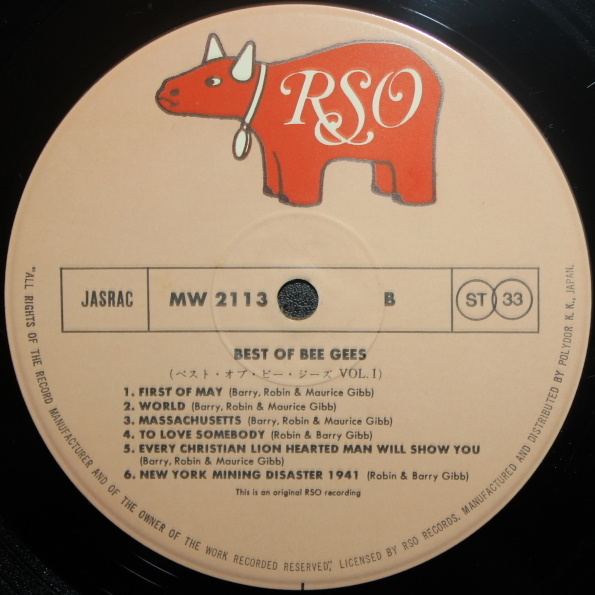 RSO
JASRAC
MW 2113
B
ST 33
BEST OF BEE GEES
(ベスト・オブ・ビー・ジーズ VOL.I)
1. FIRST OF MAY (Barry, Robin & Maurice Gibb)
2. WORLD (Barry, Robin & Maurice Gibb)
3. MASSACHUSETTS (Barry, Robin & Maurice Gibb)
4. TO LOVE SOMEBODY (Robin & Barry Gibb)
5. EVERY CHRISTIAN LION HEARTED MAN WILL SHOW YOU
(Barry, Robin & Maurice Gibb)
6. NEW YORK MINING DISASTER 1941 (Robin & Barry Gibb)
This is an original RSO recording
"ALL RIGHTS OF THE RECORD MANUFACTURER AND OF THE OWNER OF THE WORK RECORDED RESERVED", LICENSED BY RSO RECORDS, MANUFACTURED AND DISTRIBUTED BY POLYDOR K. K., JAPAN.